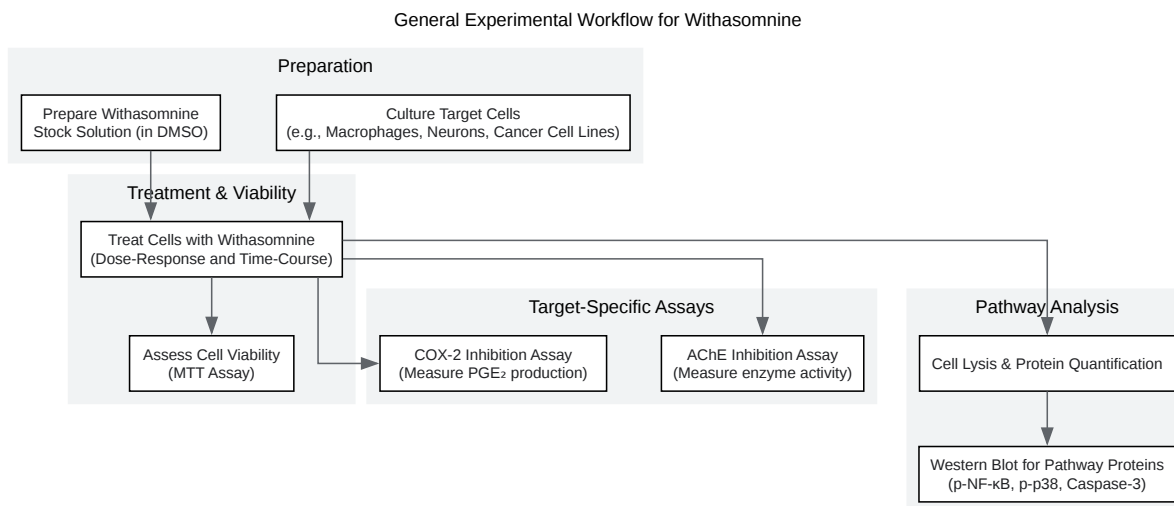 General Experimental Workflow for Withasomnine
Preparation
Prepare Withasomnine
Stock Solution (in DMSO)
Culture Target Cells
(e.g., Macrophages, Neurons, Cancer Cell Lines)
Treatment & Viability
Treat Cells with Withasomnine
(Dose-Response and Time-Course)
Assess Cell Viability
(MTT Assay)
Target-Specific Assays
COX-2 Inhibition Assay
(Measure PGE₂ production)
AChE Inhibition Assay
(Measure enzyme activity)
Pathway Analysis
Cell Lysis & Protein Quantification
Western Blot for Pathway Proteins
(p-NF-κB, p-p38, Caspase-3)